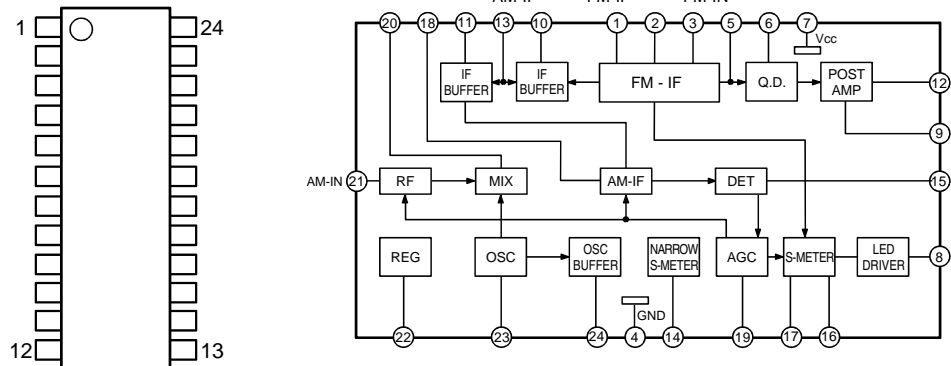 1
24
12
13
20
18
11
13
10
1
2
3
5
6
7
Vcc
IF
BUFFER
IF
BUFFER
FM - IF
Q.D.
POST
AMP
12
9
AM-IN
21
RF
MIX
AM-IF
DET
15
REG
OSC
OSC
BUFFER
NARROW
S-METER
AGC
S-METER
LED
DRIVER
8
GND
22
23
24
4
14
19
17
16